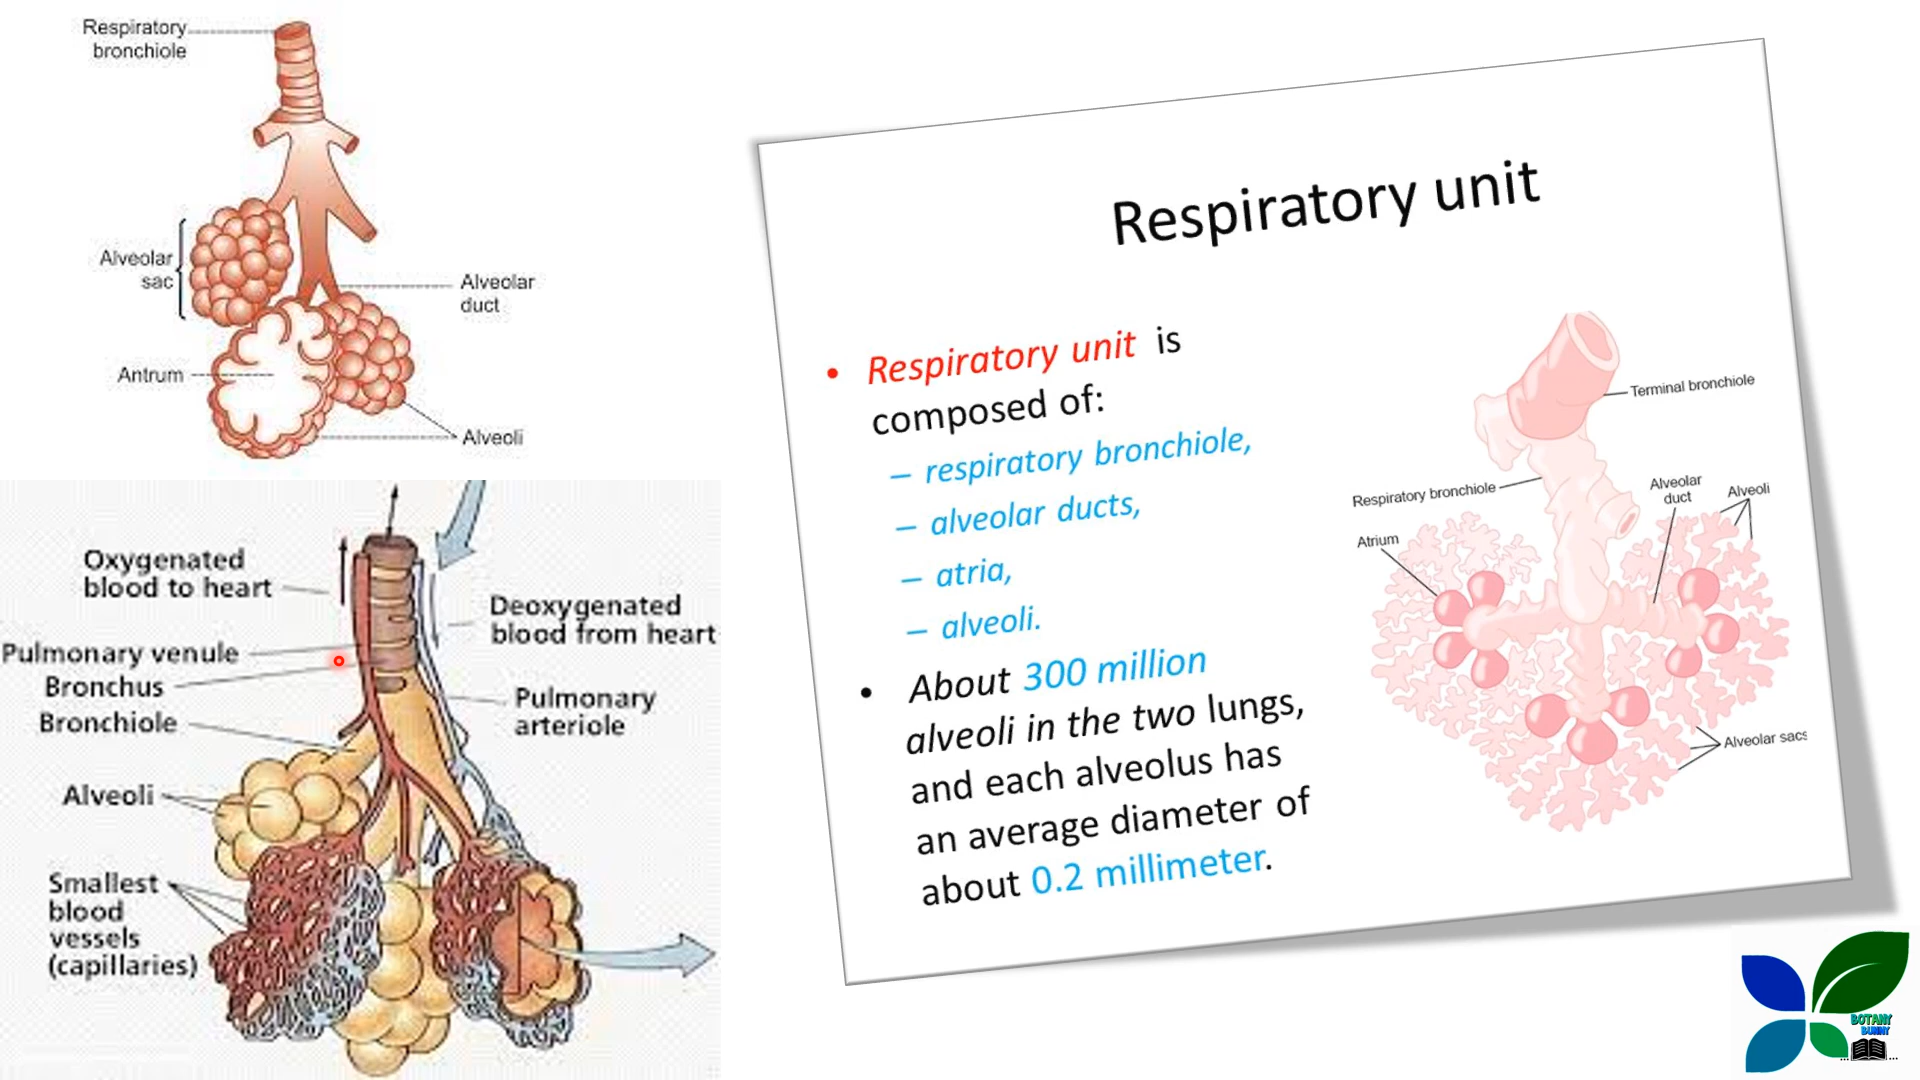 Respiratory
bronchiole
Alveolar
sac
Alveolar
duct
Antrum
Alveoli
Oxygenated
blood to heart
Deoxygenated
blood from heart
Pulmonary venule
Bronchus
Bronchiole
Pulmonary
arteriole
Alveoli
Smallest
blood
vessels
(capillaries)
Respiratory unit
• Respiratory unit is
composed of:
– respiratory bronchiole,
– alveolar ducts,
– atria,
– alveoli.
• About 300 million
alveoli in the two lungs,
and each alveolus has
an average diameter of
about 0.2 millimeter.
Terminal bronchiole
Respiratory bronchiole
Alveolar
duct
Alveoli
Atrium
Alveolar sacs
BOTANY
BUNNY